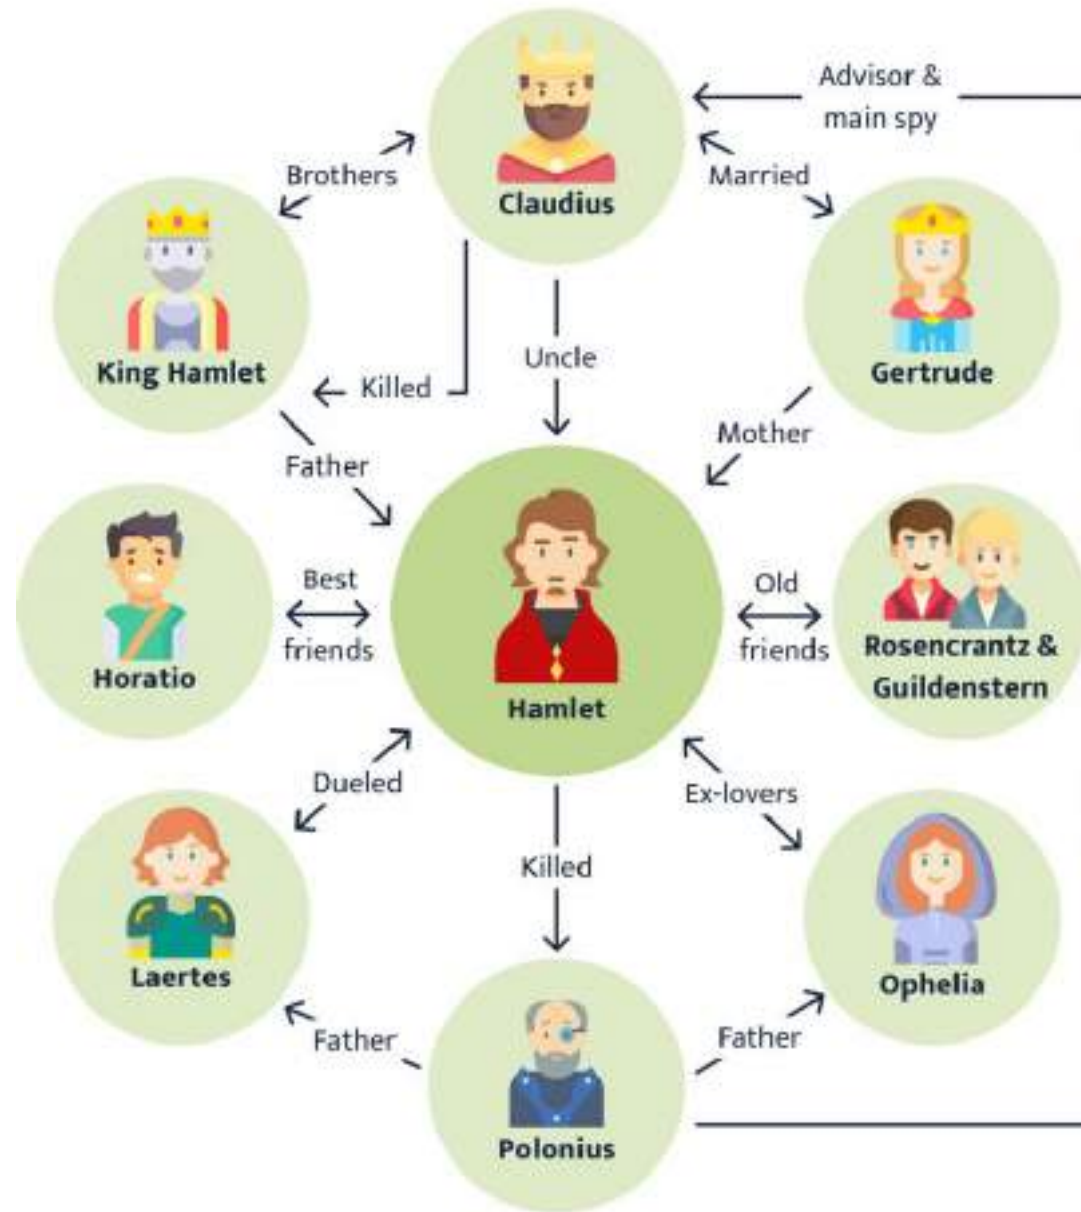 Advisor &
main spy
Brothers
Married
Claudius
King Hamlet
Killed
Uncle
Gertrude
Mother
Father
Best
friends
Old
friends
Horatio
Hamlet
Rosencrantz &
Guildenstern
Dueled
Ex-lovers
Killed
Laertes
Ophelia
Father
Father
Polonius